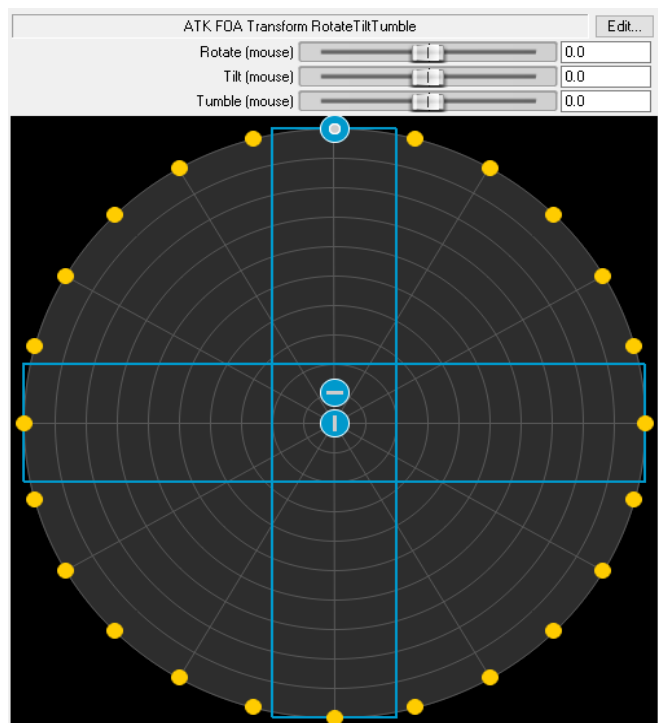 ATK FOA Transform RotateTiltTumble Edit...
Rotate (mouse) 0.0
Tilt (mouse) 0.0
Tumble (mouse) 0.0